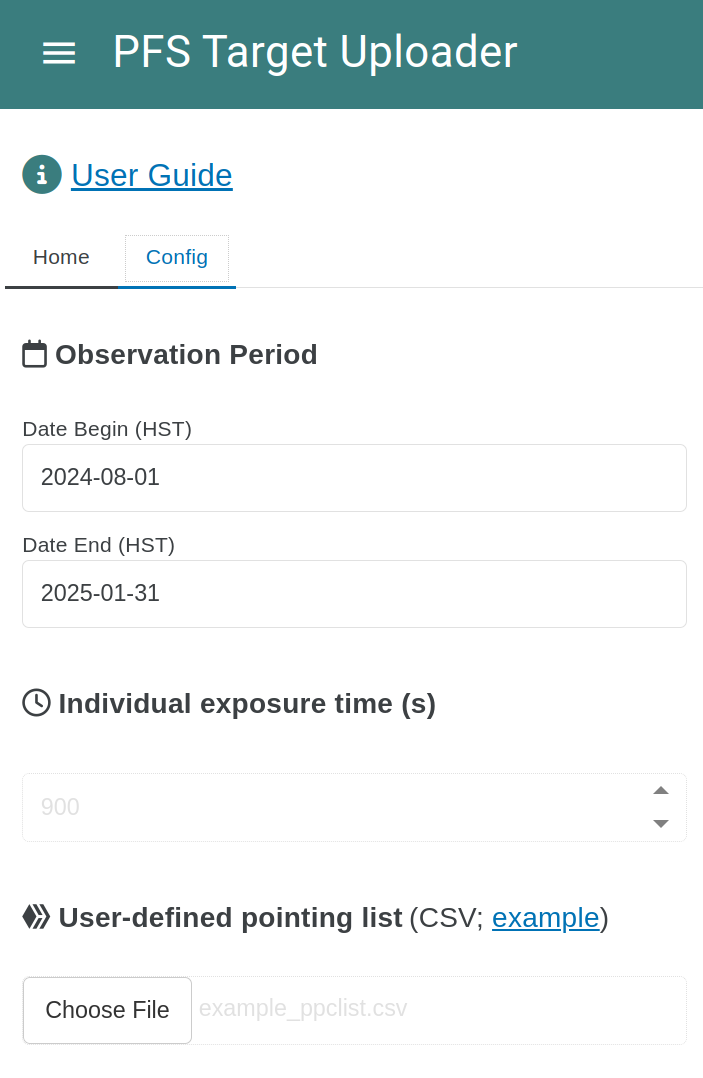 PFS Target Uploader
User Guide
Home Config
Observation Period
Date Begin (HST)
2024-08-01
Date End (HST)
2025-01-31
Individual exposure time (s)
900
User-defined pointing list (CSV; example)
Choose File example_ppclist.csv